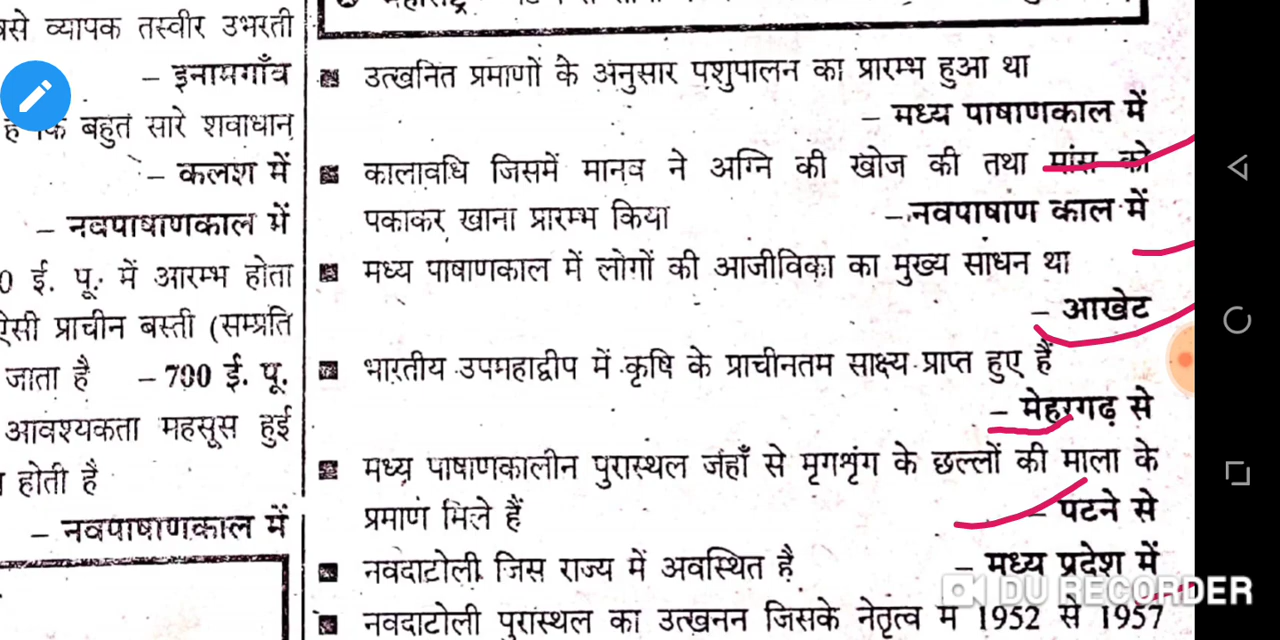 से व्यापक तस्वीर उभरती
– इनामगाँव
बहुत सारे शवाधान
– कलश में
– नवपाषाणकाल में
0 ई. पू. में आरम्भ होता
ऐसी प्राचीन बस्ती (सम्प्रति
जाता है – 700 ई. पू.
आवश्यकता महसूस हुई
होती है
– नवपाषाणकाल में
उत्खनित प्रमाणों के अनुसार पशुपालन का प्रारम्भ हुआ था
– मध्य पाषाणकाल में
कालावधि जिसमें मानव ने अग्नि की खोज की तथा मांस को
पकाकर खाना प्रारम्भ किया – नवपाषाण काल में
मध्य पाषाणकाल में लोगों की आजीविका का मुख्य साधन था
– आखेट
भारतीय उपमहाद्वीप में कृषि के प्राचीनतम साक्ष्य प्राप्त हुए हैं
– मेहरगढ़ से
मध्य पाषाणकालीन पुरास्थल जहाँ से मृगशृंग के छल्लों की माला के
प्रमाण मिले हैं – पटने से
नवदाटोली जिस राज्य में अवस्थित है – मध्य प्रदेश में
नवदाटोली पुरास्थल का उत्खनन जिसके नेतृत्व म 1952 से 1957
DU RECORDER